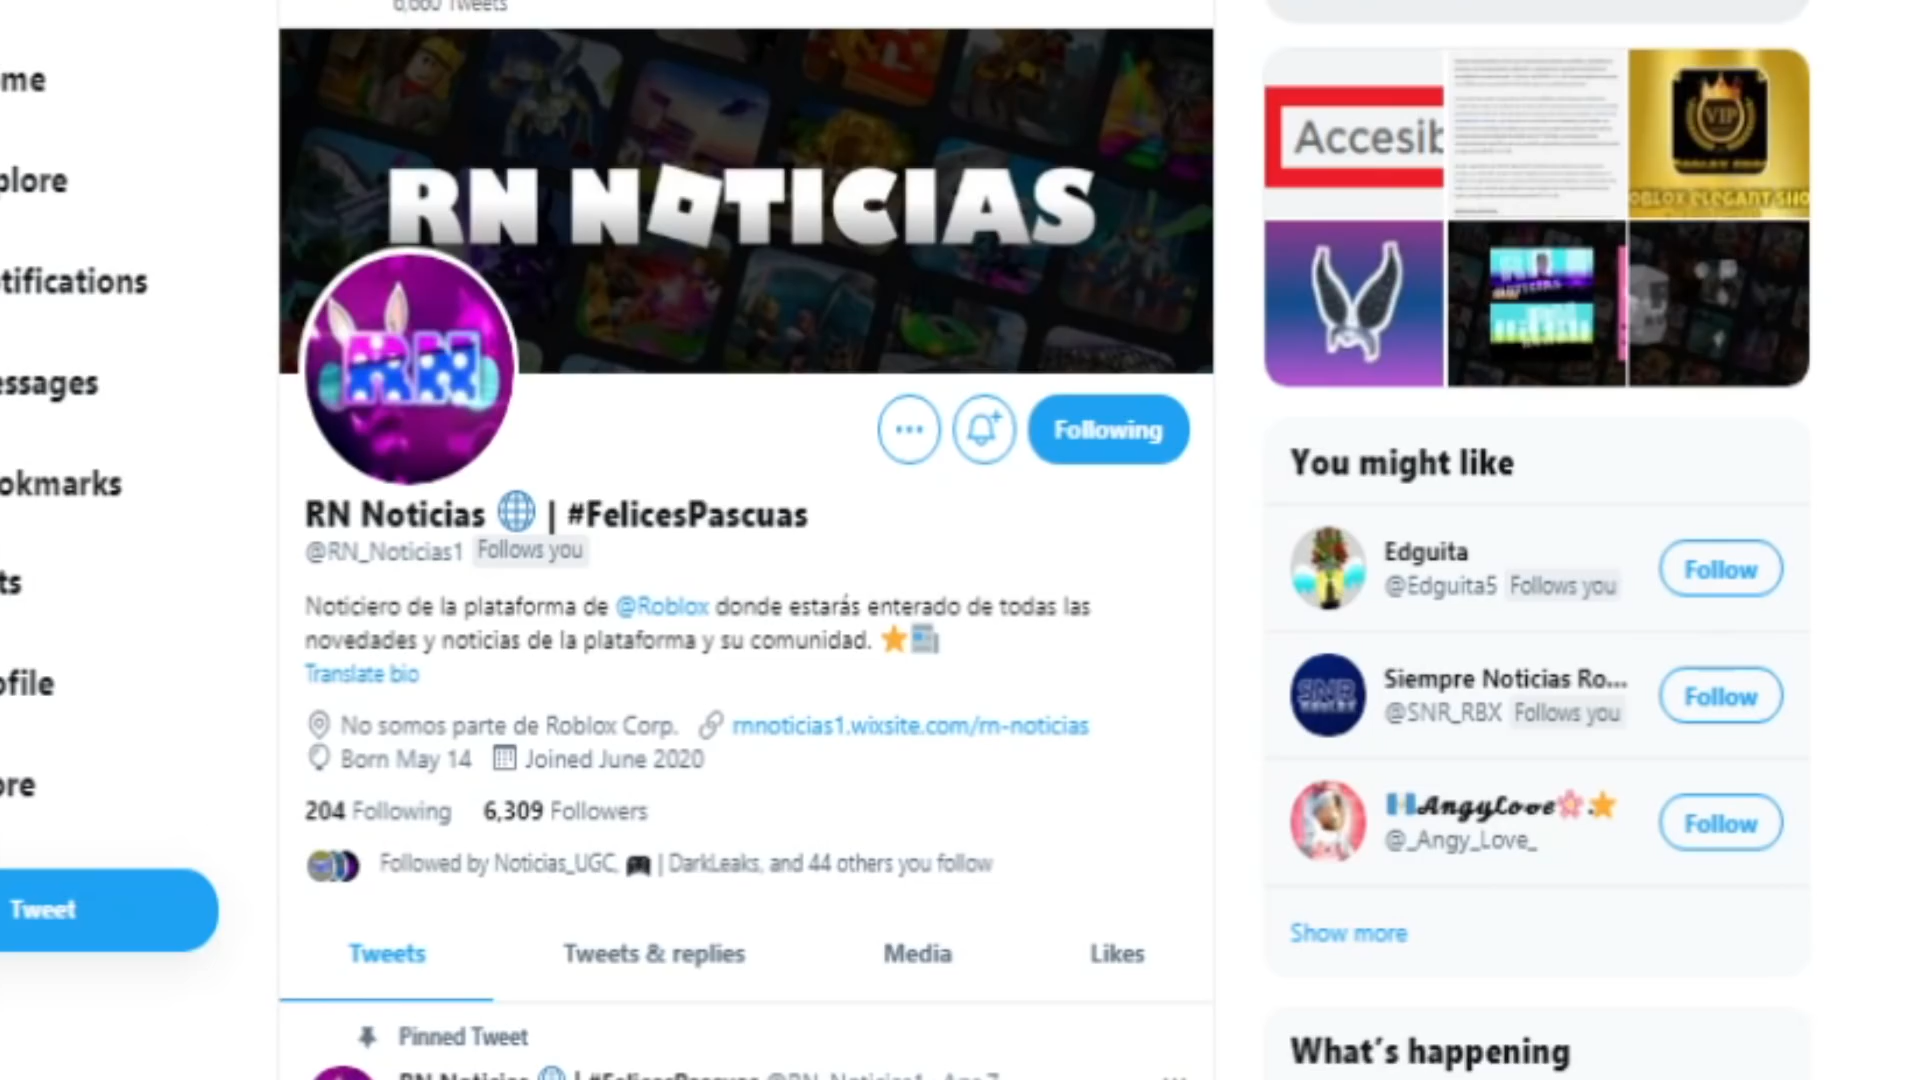 6,660 Tweets
me
plore
tifications
essages
okmarks
ts
ofile
ore
Tweet
RN NOTICIAS
RN
Following
RN Noticias 🌐 | #FelicesPascuas
@RN_Noticias1 Follows you
Noticiero de la plataforma de @Roblox donde estarás enterado de todas las
novedades y noticias de la plataforma y su comunidad. ⭐📰
Translate bio
No somos parte de Roblox Corp. rnnoticias1.wixsite.com/rn-noticias
Born May 14 Joined June 2020
204 Following 6,309 Followers
Followed by Noticias_UGC, 🎮 | DarkLeaks, and 44 others you follow
Tweets Tweets & replies Media Likes
Pinned Tweet
RN Noticias 🌐 | #FelicesPascuas @RN_Noticias1 · Apr 7
Accesib
VIP
OBLOX ELEGANT SHO
You might like
Edguita
@Edguita5 Follows you
Follow
Siempre Noticias Ro...
@SNR_RBX Follows you
Follow
AngyLove🌸.⭐
@_Angy_Love_
Follow
Show more
What's happening